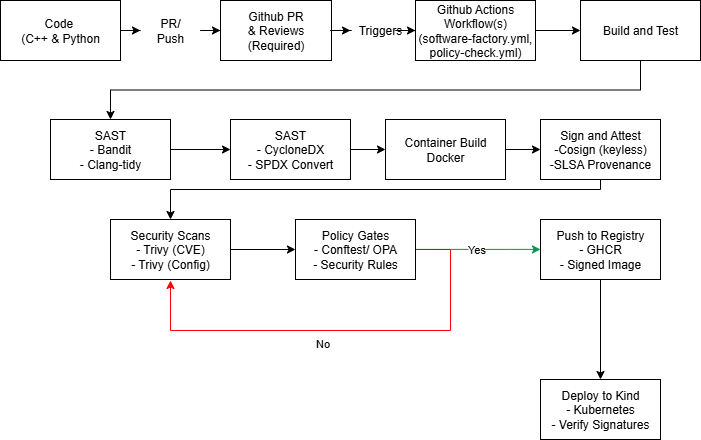 Code
(C++ & Python
PR/
Push
Github PR
& Reviews
(Required)
Triggers
Github Actions
Workflow(s)
(software-factory.yml,
policy-check.yml)
Build and Test
SAST
- Bandit
- Clang-tidy
SAST
- CycloneDX
- SPDX Convert
Container Build
Docker
Sign and Attest
-Cosign (keyless)
-SLSA Provenance
Security Scans
- Trivy (CVE)
- Trivy (Config)
Policy Gates
- Conftest/ OPA
- Security Rules
Yes
Push to Registry
- GHCR
- Signed Image
No
Deploy to Kind
- Kubernetes
- Verify Signatures